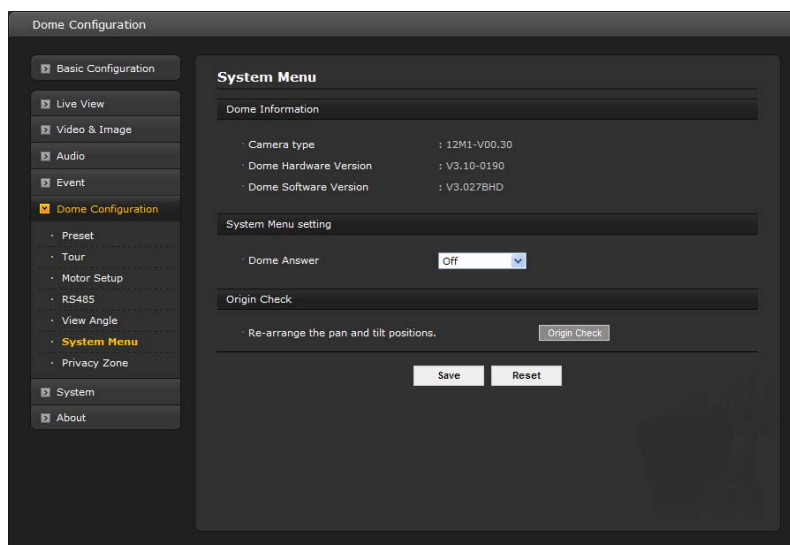 Dome Configuration
Basic Configuration
Live View
Video & Image
Audio
Event
Dome Configuration
· Preset
· Tour
· Motor Setup
· RS485
· View Angle
· System Menu
· Privacy Zone
System
About
System Menu
Dome Information
· Camera type : 12M1-V00.30
· Dome Hardware Version : V3.10-0190
· Dome Software Version : V3.027BHD
System Menu setting
· Dome Answer Off
Origin Check
· Re-arrange the pan and tilt positions. Origin Check
Save Reset